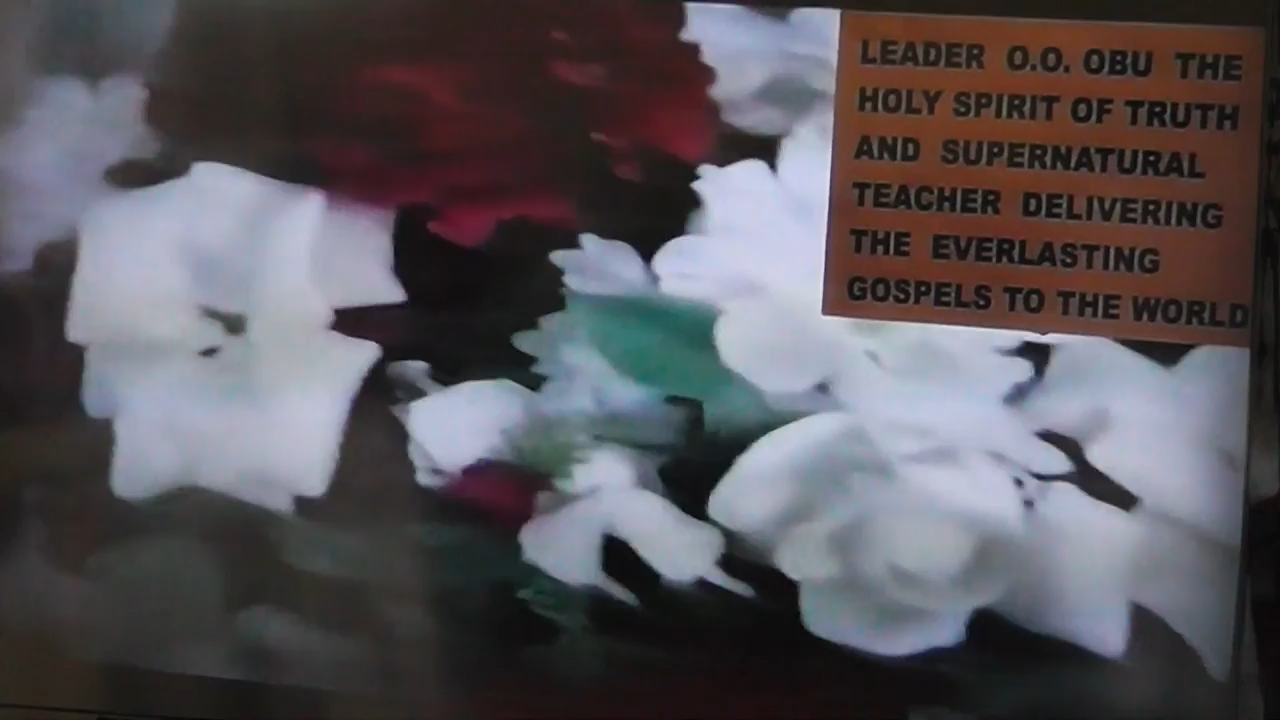 LEADER O.O. OBU THE
HOLY SPIRIT OF TRUTH
AND SUPERNATURAL
TEACHER DELIVERING
THE EVERLASTING
GOSPELS TO THE WORLD